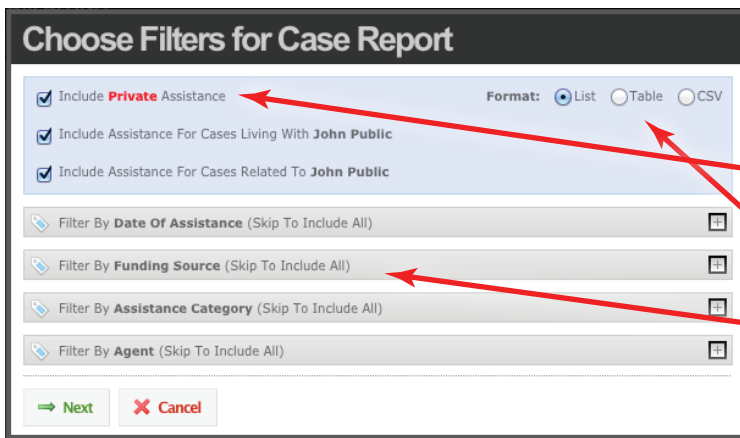 Choose Filters for Case Report
Include Private Assistance
Format: List Table CSV
Include Assistance For Cases Living With John Public
Include Assistance For Cases Related To John Public
Filter By Date Of Assistance (Skip To Include All)
Filter By Funding Source (Skip To Include All)
Filter By Assistance Category (Skip To Include All)
Filter By Agent (Skip To Include All)
Next Cancel